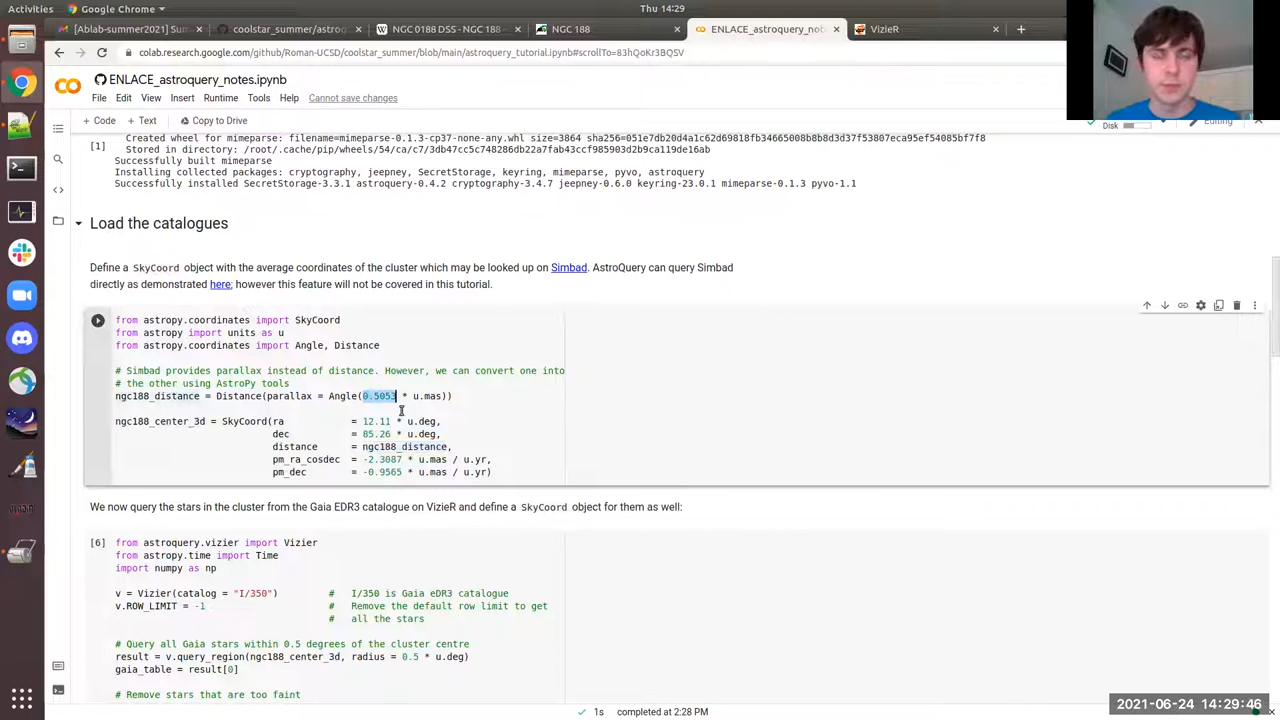 Activities
Google Chrome
Thu 14:29
[Ablab-summer2021] Sum
coolstar_summer/astroq
NGC 0188 DSS - NGC 188
NGC 188
ENLACE_astroquery_note
VizieR
colab.research.google.com/github/Roman-UCSD/coolstar_summer/blob/main/astroquery_tutorial.ipynb#scrollTo=83hQoKr3BQSV
ENLACE_astroquery_notes.ipynb
File Edit View Insert Runtime Tools Help Cannot save changes
+ Code + Text Copy to Drive
Disk
Editing
Created wheel for mimeparse: filename=mimeparse-0.1.3-cp37-none-any.whl size=3864 sha256=051e7db20d4a1c62d69818fb34665008b8b8d3d37f53807eca95ef54085bf7f8
[1] Stored in directory: /root/.cache/pip/wheels/54/ca/c7/3db47cc5c748286db22a7fab43ccf985903d2b9ca119de16ab
Successfully built mimeparse
Installing collected packages: cryptography, jeepney, SecretStorage, keyring, mimeparse, pyvo, astroquery
Successfully installed SecretStorage-3.3.1 astroquery-0.4.2 cryptography-3.4.7 jeepney-0.6.0 keyring-23.0.1 mimeparse-0.1.3 pyvo-1.1
Load the catalogues
Define a SkyCoord object with the average coordinates of the cluster which may be looked up on Simbad. AstroQuery can query Simbad
directly as demonstrated here; however this feature will not be covered in this tutorial.
from astropy.coordinates import SkyCoord
from astropy import units as u
from astropy.coordinates import Angle, Distance
# Simbad provides parallax instead of distance. However, we can convert one into
# the other using AstroPy tools
ngc188_distance = Distance(parallax = Angle(0.5053 * u.mas))
ngc188_center_3d = SkyCoord(ra = 12.11 * u.deg,
dec = 85.26 * u.deg,
distance = ngc188_distance,
pm_ra_cosdec = -2.3087 * u.mas / u.yr,
pm_dec = -0.9565 * u.mas / u.yr)
We now query the stars in the cluster from the Gaia EDR3 catalogue on VizieR and define a SkyCoord object for them as well:
[6] from astroquery.vizier import Vizier
from astropy.time import Time
import numpy as np
v = Vizier(catalog = "I/350") # I/350 is Gaia eDR3 catalogue
v.ROW_LIMIT = -1 # Remove the default row limit to get
# all the stars
# Query all Gaia stars within 0.5 degrees of the cluster centre
result = v.query_region(ngc188_center_3d, radius = 0.5 * u.deg)
gaia_table = result[0]
# Remove stars that are too faint
1s completed at 2:28 PM
2021-06-24 14:29:46